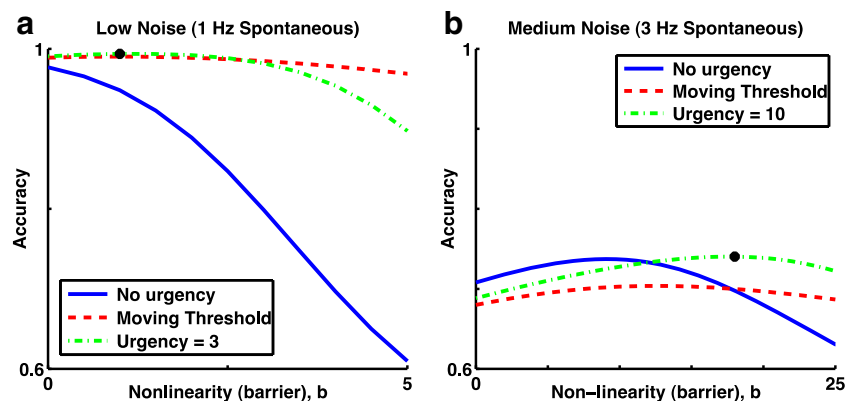 a
Low Noise (1 Hz Spontaneous)
1
Accuracy
No urgency
Moving Threshold
Urgency = 3
0.6
0
5
Nonlinearity (barrier), b
b
Medium Noise (3 Hz Spontaneous)
1
No urgency
Moving Threshold
Urgency = 10
Accuracy
0.6
0
25
Non-linearity (barrier), b